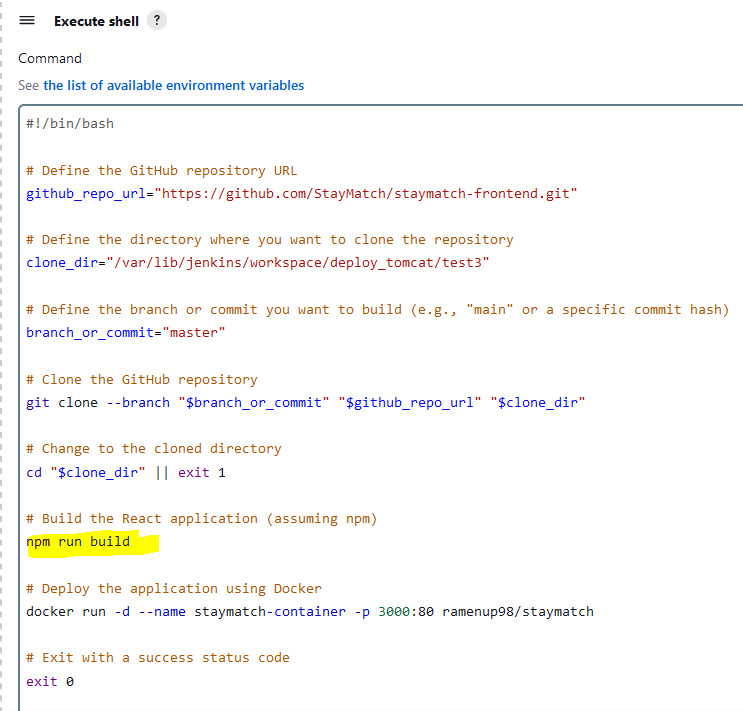 Execute shell ?
Command
See the list of available environment variables
#!/bin/bash
# Define the GitHub repository URL
github_repo_url="https://github.com/StayMatch/staymatch-frontend.git"
# Define the directory where you want to clone the repository
clone_dir="/var/lib/jenkins/workspace/deploy_tomcat/test3"
# Define the branch or commit you want to build (e.g., "main" or a specific commit hash)
branch_or_commit="master"
# Clone the GitHub repository
git clone --branch "$branch_or_commit" "$github_repo_url" "$clone_dir"
# Change to the cloned directory
cd "$clone_dir" || exit 1
# Build the React application (assuming npm)
npm run build
# Deploy the application using Docker
docker run -d --name staymatch-container -p 3000:80 ramenup98/staymatch
# Exit with a success status code
exit 0